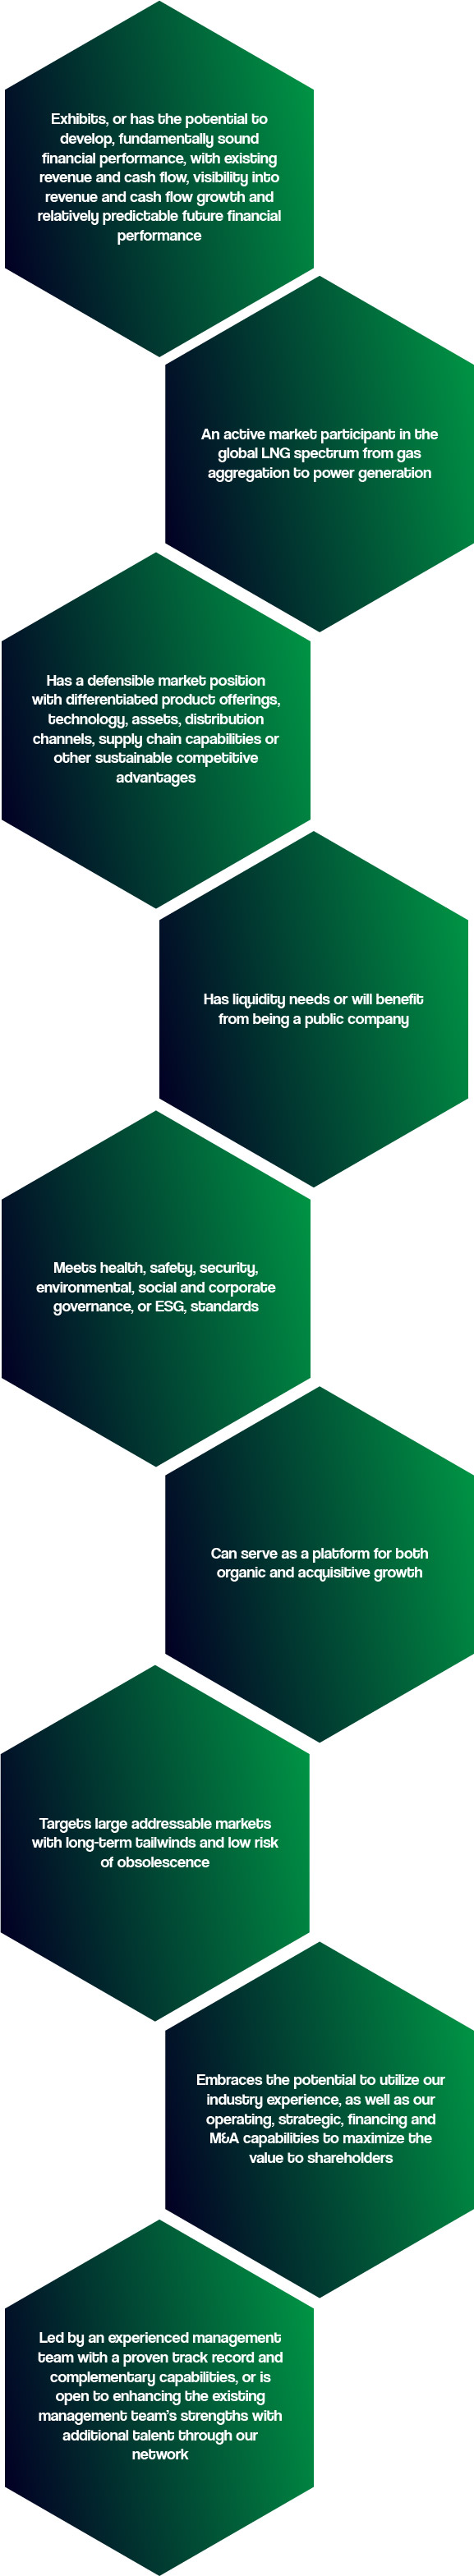 Exhibits, or has the potential to
develop, fundamentally sound
financial performance, with existing
revenue and cash flow, visibility into
revenue and cash flow growth and
relatively predictable future financial
performance
An active market participant in the
global LNG spectrum from gas
aggregation to power generation
Has a defensible market position
with differentiated product offerings,
technology, assets, distribution
channels, supply chain capabilities or
other sustainable competitive
advantages
Has liquidity needs or will benefit
from being a public company
Meets health, safety, security,
environmental, social and corporate
governance, or ESG, standards
Can serve as a platform for both
organic and acquisitive growth
Targets large addressable markets
with long-term tailwinds and low risk
of obsolescence
Embraces the potential to utilize our
industry experience, as well as our
operating, strategic, financing and
M&A capabilities to maximize the
value to shareholders
Led by an experienced management
team with a proven track record and
complementary capabilities, or is
open to enhancing the existing
management team's strengths with
additional talent through our
network